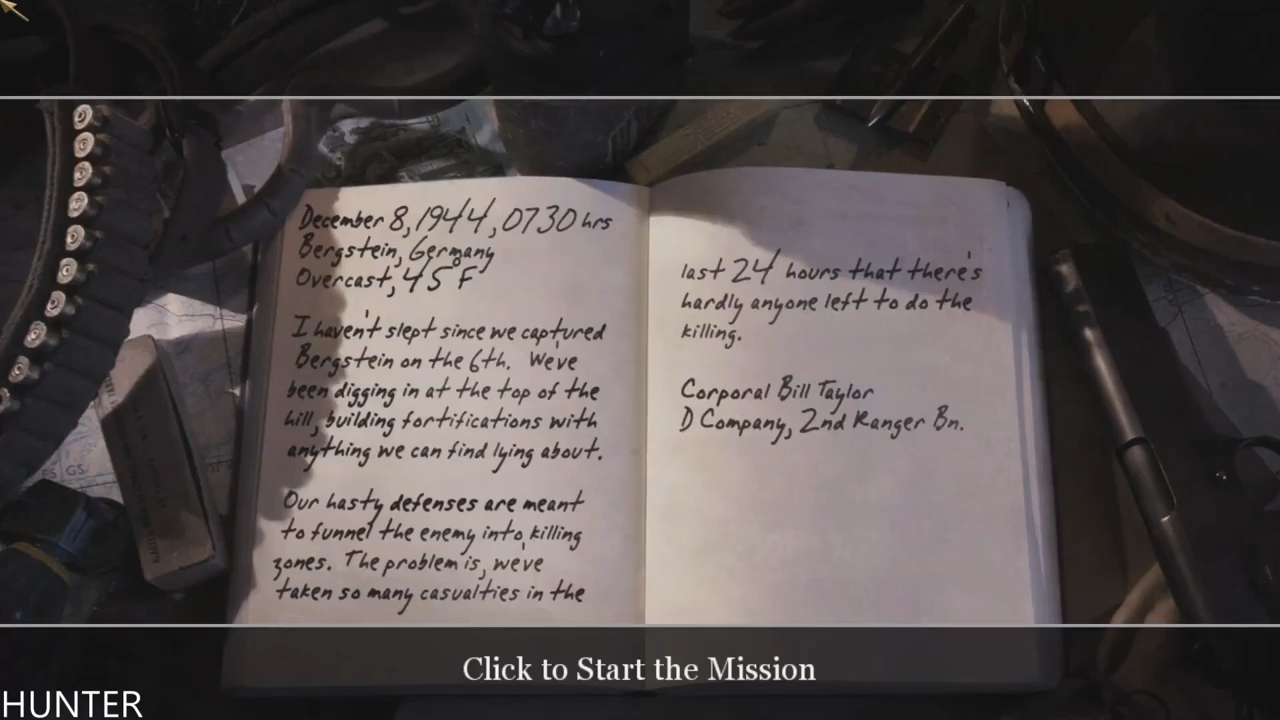 December 8, 1944, 0730 hrs
Bergstein, Germany
Overcast, 45° F
I haven't slept since we captured
Bergstein on the 6th. We've
been digging in at the top of the
hill, building fortifications with
anything we can find lying about.
Our hasty defenses are meant
to funnel the enemy into killing
zones. The problem is, we've
taken so many casualties in the
last 24 hours that there's
hardly anyone left to do the
killing.
Corporal Bill Taylor
D Company, 2nd Ranger Bn.
Click to Start the Mission
HUNTER